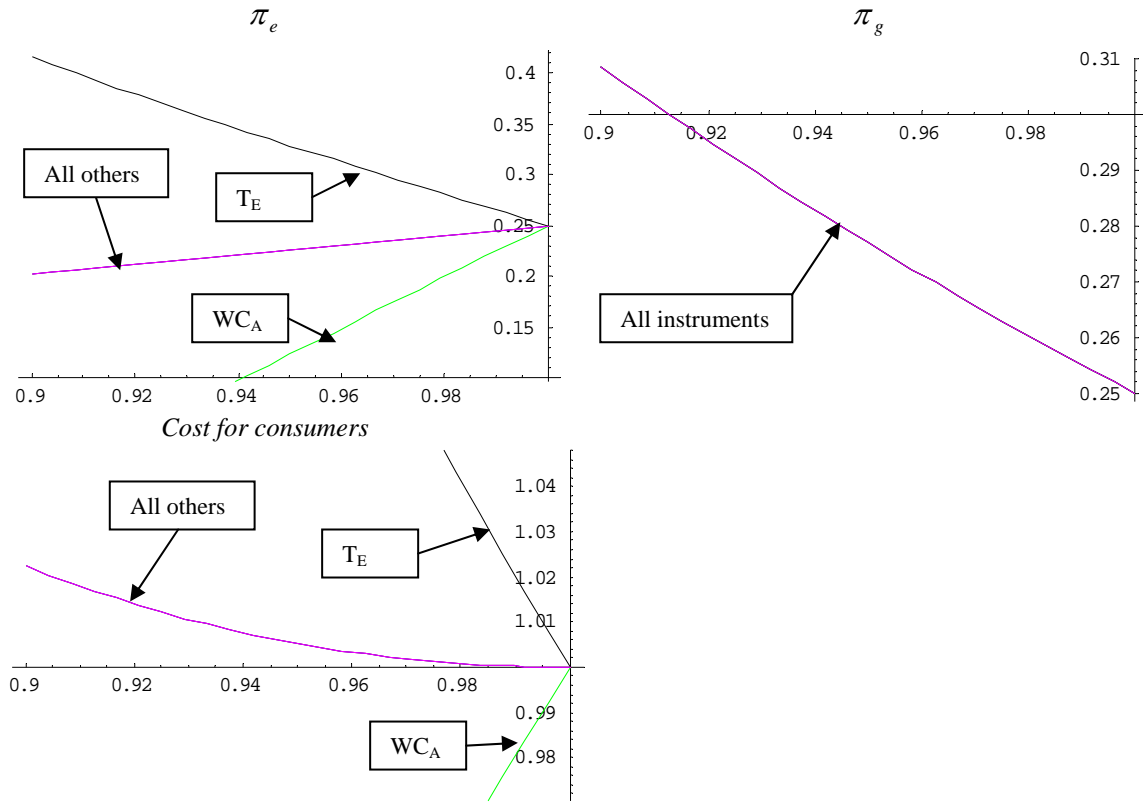 π_e
0.4
0.35
0.3
0.25
0.2
0.15
0.9 0.92 0.94 0.96 0.98
All others
T_E
WC_A
π_g
0.31
0.29
0.28
0.27
0.26
0.25
0.9 0.92 0.94 0.96 0.98
All instruments
Cost for consumers
1.04
1.03
1.02
1.01
0.99
0.98
0.9 0.92 0.94 0.96 0.98
All others
T_E
WC_A